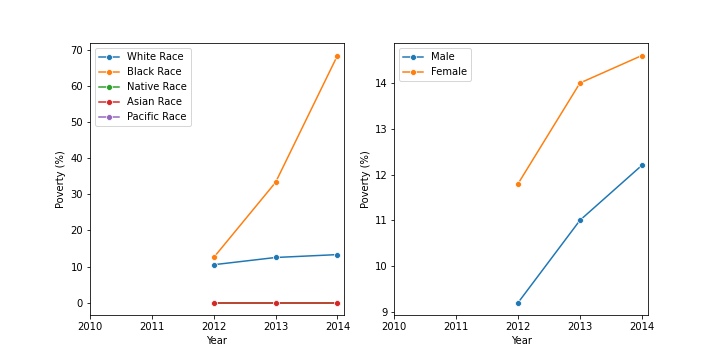 White Race
Black Race
Native Race
Asian Race
Pacific Race
70
60
50
40
30
20
10
0
Poverty (%)
2010 2011 2012 2013 2014
Year
Male
Female
14
13
12
11
10
9
Poverty (%)
2010 2011 2012 2013 2014
Year